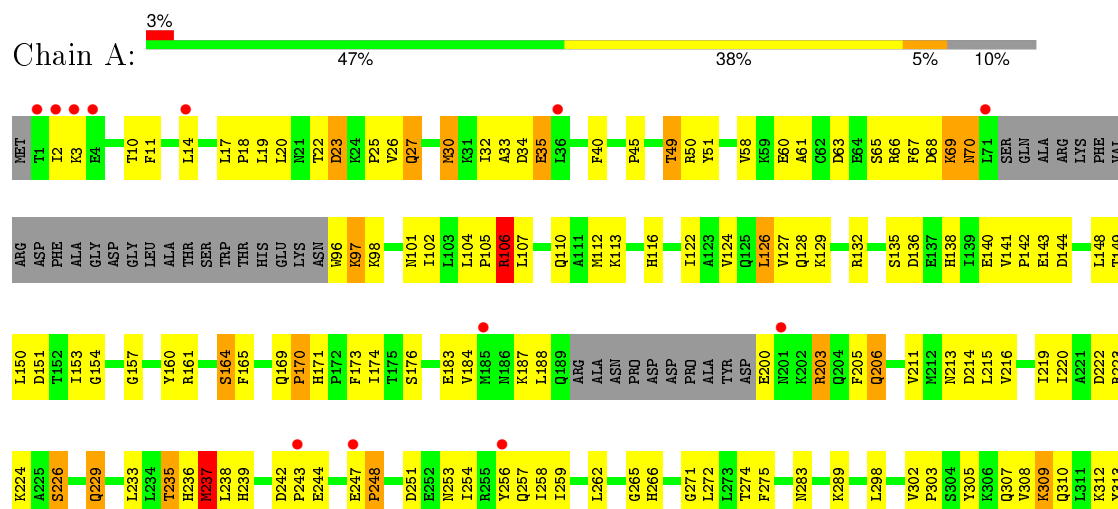 3%
Chain A:
47% 38% 5% 10%
MET T1 I2 K3 E4 T10 F11 L14 L17 P18 L19 L20 N21 T22 D23 K24 P25 V26 Q27 M30 K31 I32 A33 D34 E35 L36 F40 P45 T49 R50 Y51 V58 K59 E60 A61 C62 D63 E64 S65 R66 F67 D68 K69 N70 L71 SER GLN ALA ARG LYS PHE VAL
ARG ASP PHE ALA GLY ASP GLY LEU ALA THR SER TRP THR HIS GLU LYS ASN W96 K97 K98 N101 I102 L103 L104 P105 R106 L107 Q110 A111 M112 K113 H116 I122 A123 V124 Q125 L126 V127 Q128 K129 R132 S135 D136 E137 H138 I139 E140 V141 P142 E143 D144 L148 T149
L150 D151 T152 I153 G154 G157 Y160 R161 S164 F165 Q169 P170 H171 P172 F173 I174 T175 S176 E183 V184 M185 N186 K187 L188 Q189 ARG ALA ASN PRO ASP ASP PRO ALA TYR ASP E200 N201 K202 R203 Q204 F205 Q206 V211 M212 N213 D214 L215 V216 I219 I220 A221 D222 R223
K224 A225 S226 Q229 L233 L234 T235 H236 M237 L238 H239 D242 P243 E244 E247 P248 D251 E252 N253 I254 R255 Y256 Q257 I258 I259 L262 G265 H266 G271 L272 L273 T274 F275 N283 K289 L298 V302 P303 S304 Y305 K306 Q307 V308 K309 Q310 L311 K312 Y313